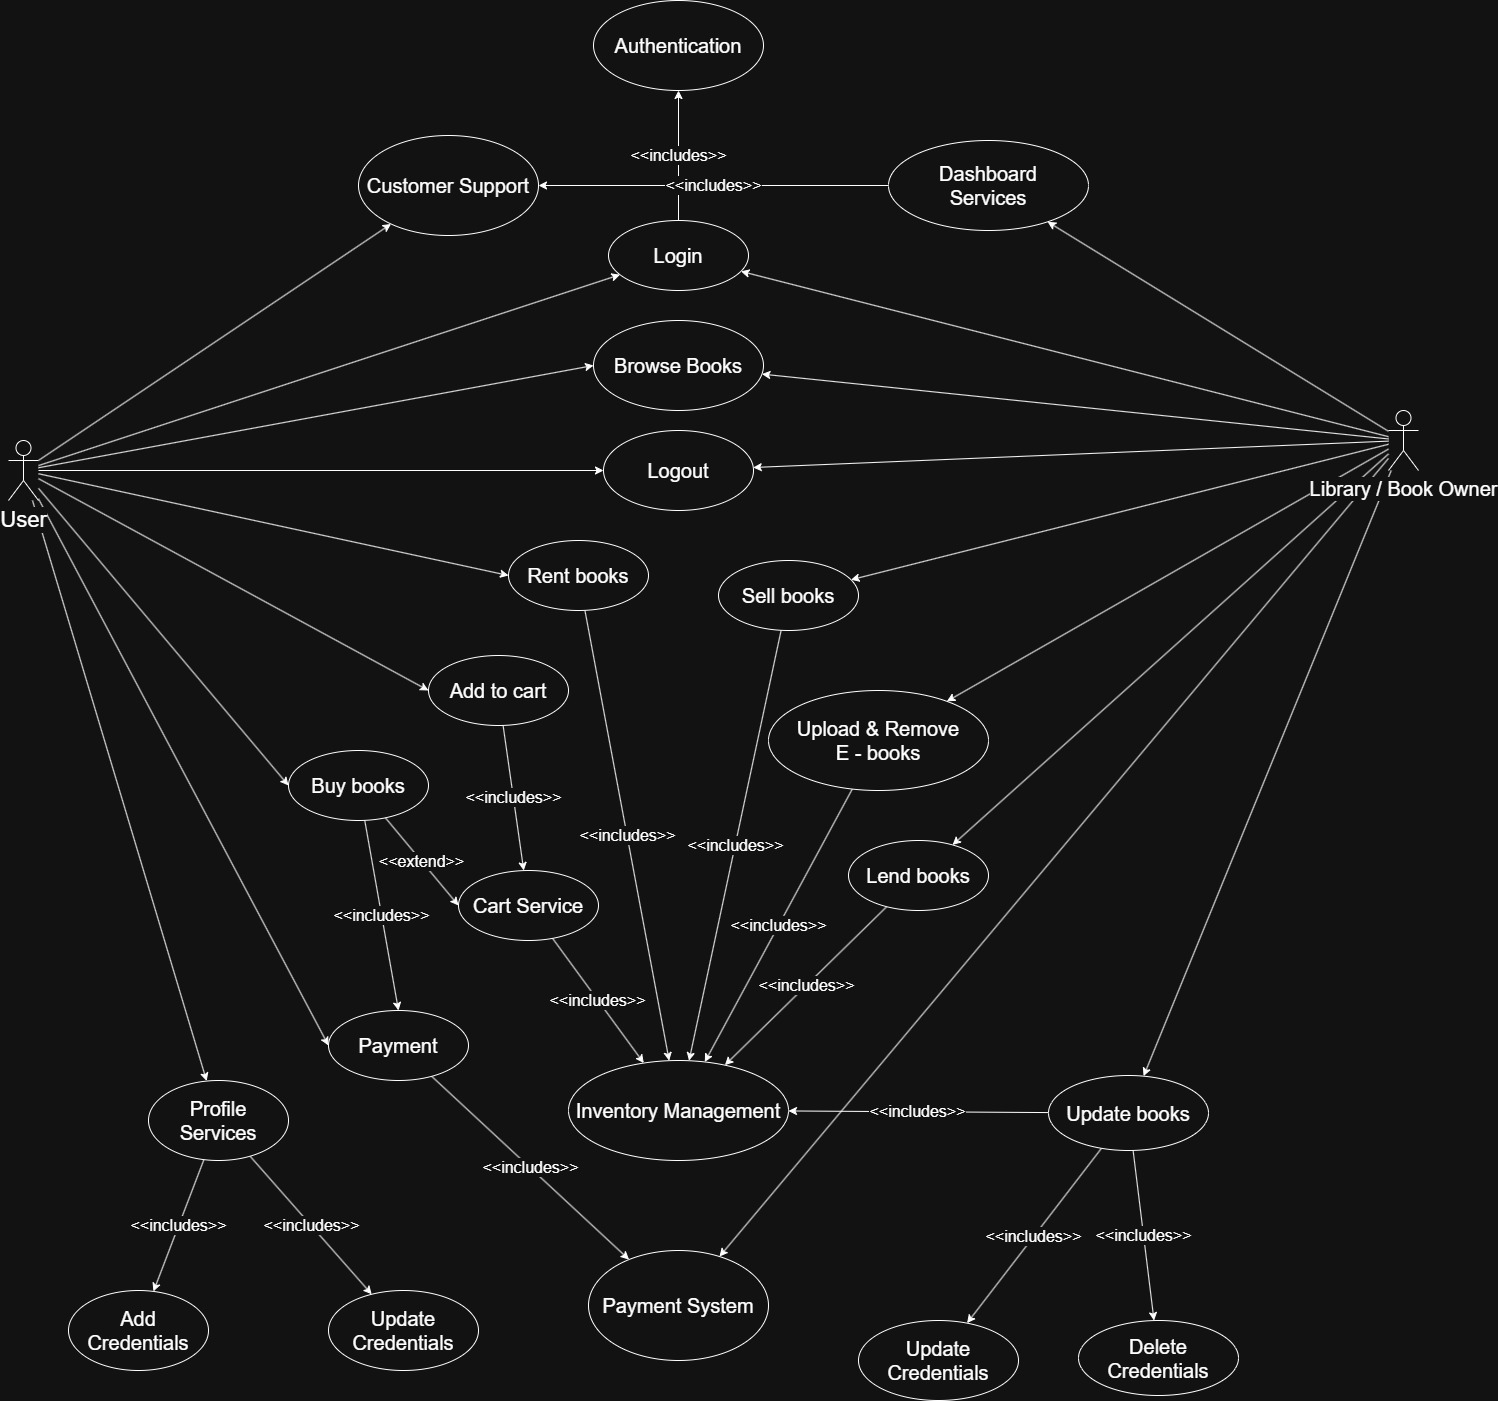 Authentication
<<includes>>
Customer Support
<<includes>>
Dashboard
Services
Login
Browse Books
Logout
User
Library / Book Owner
Rent books
Sell books
Add to cart
Upload & Remove
E - books
Buy books
<<includes>>
<<includes>>
<<includes>>
<<extend>>
Lend books
Cart Service
<<includes>>
<<includes>>
<<includes>>
<<includes>>
Payment
Inventory Management
<<includes>>
Update books
Profile
Services
<<includes>>
<<includes>>
<<includes>>
<<includes>>
<<includes>>
Payment System
Add
Credentials
Update
Credentials
Update
Credentials
Delete
Credentials